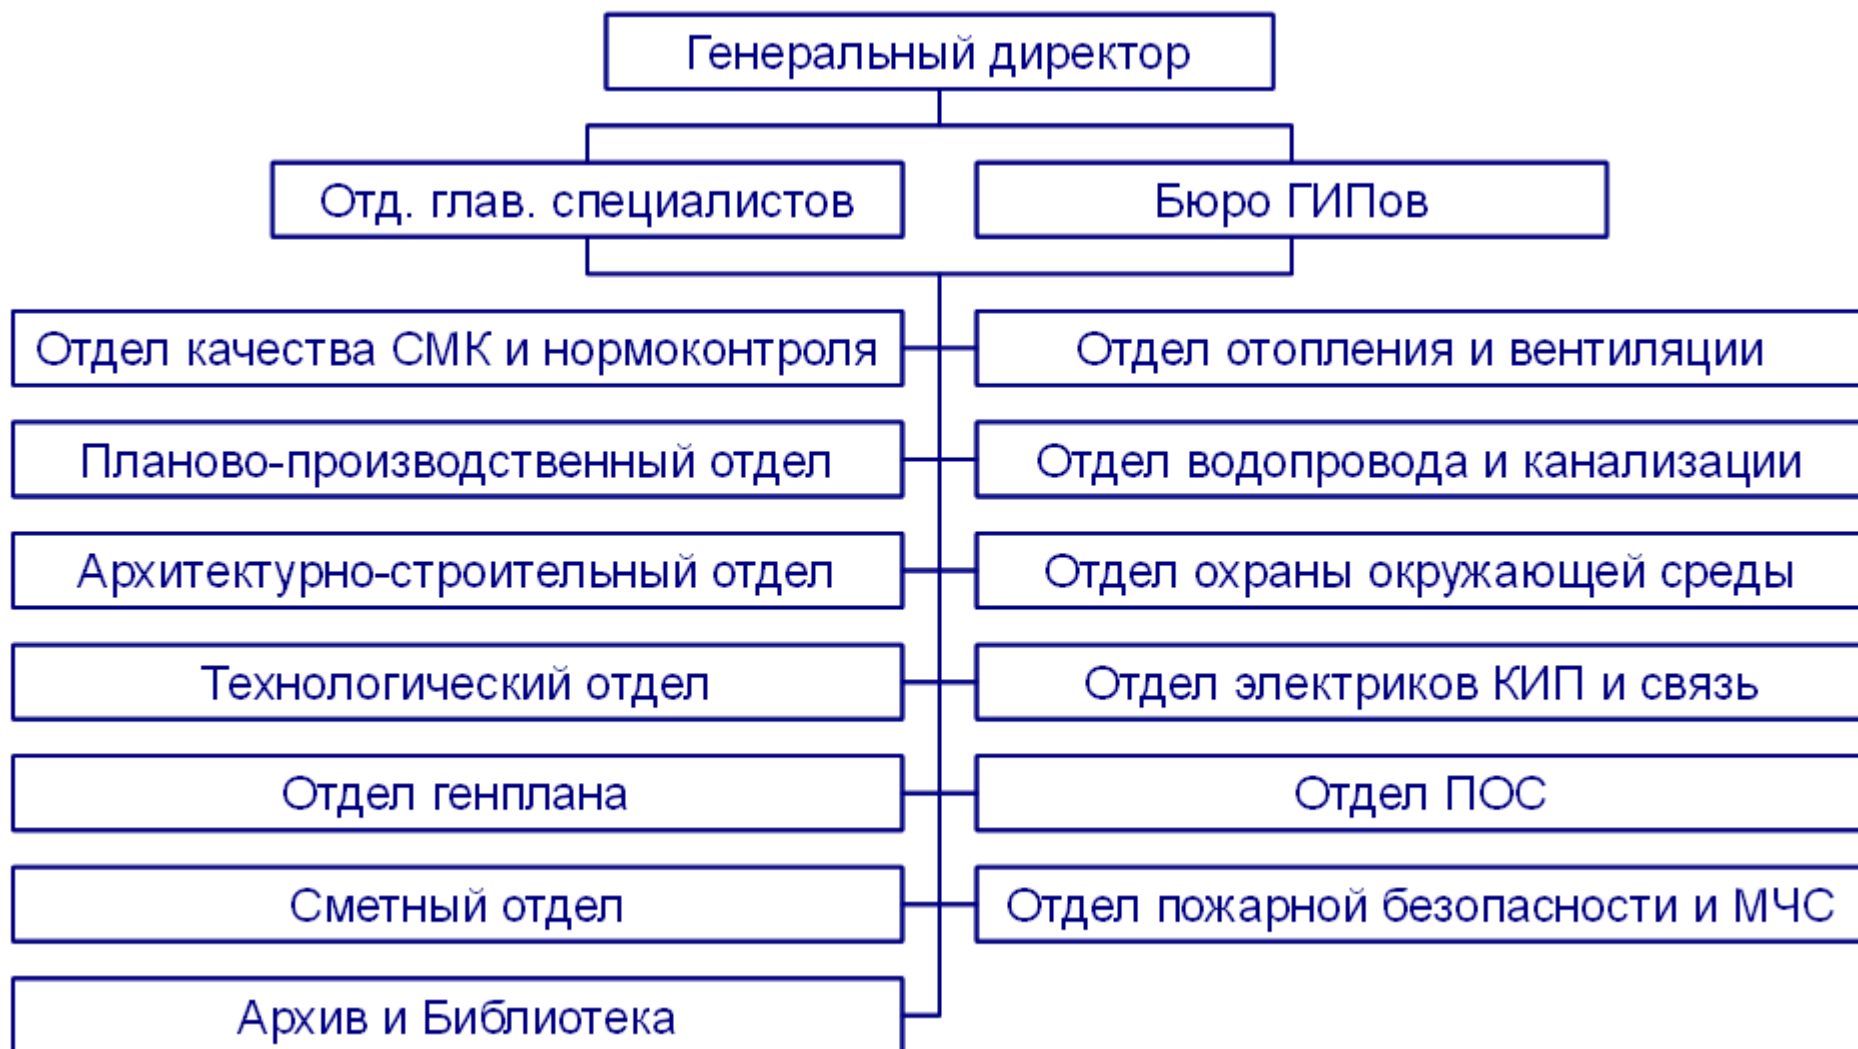 Генеральный директор
Отд. глав. специалистов
Бюро ГИПов
Отдел качества СМК и нормоконтроля
Отдел отопления и вентиляции
Планово-производственный отдел
Отдел водопровода и канализации
Архитектурно-строительный отдел
Отдел охраны окружающей среды
Технологический отдел
Отдел электриков КИП и связь
Отдел генплана
Отдел ПОС
Сметный отдел
Отдел пожарной безопасности и МЧС
Архив и Библиотека